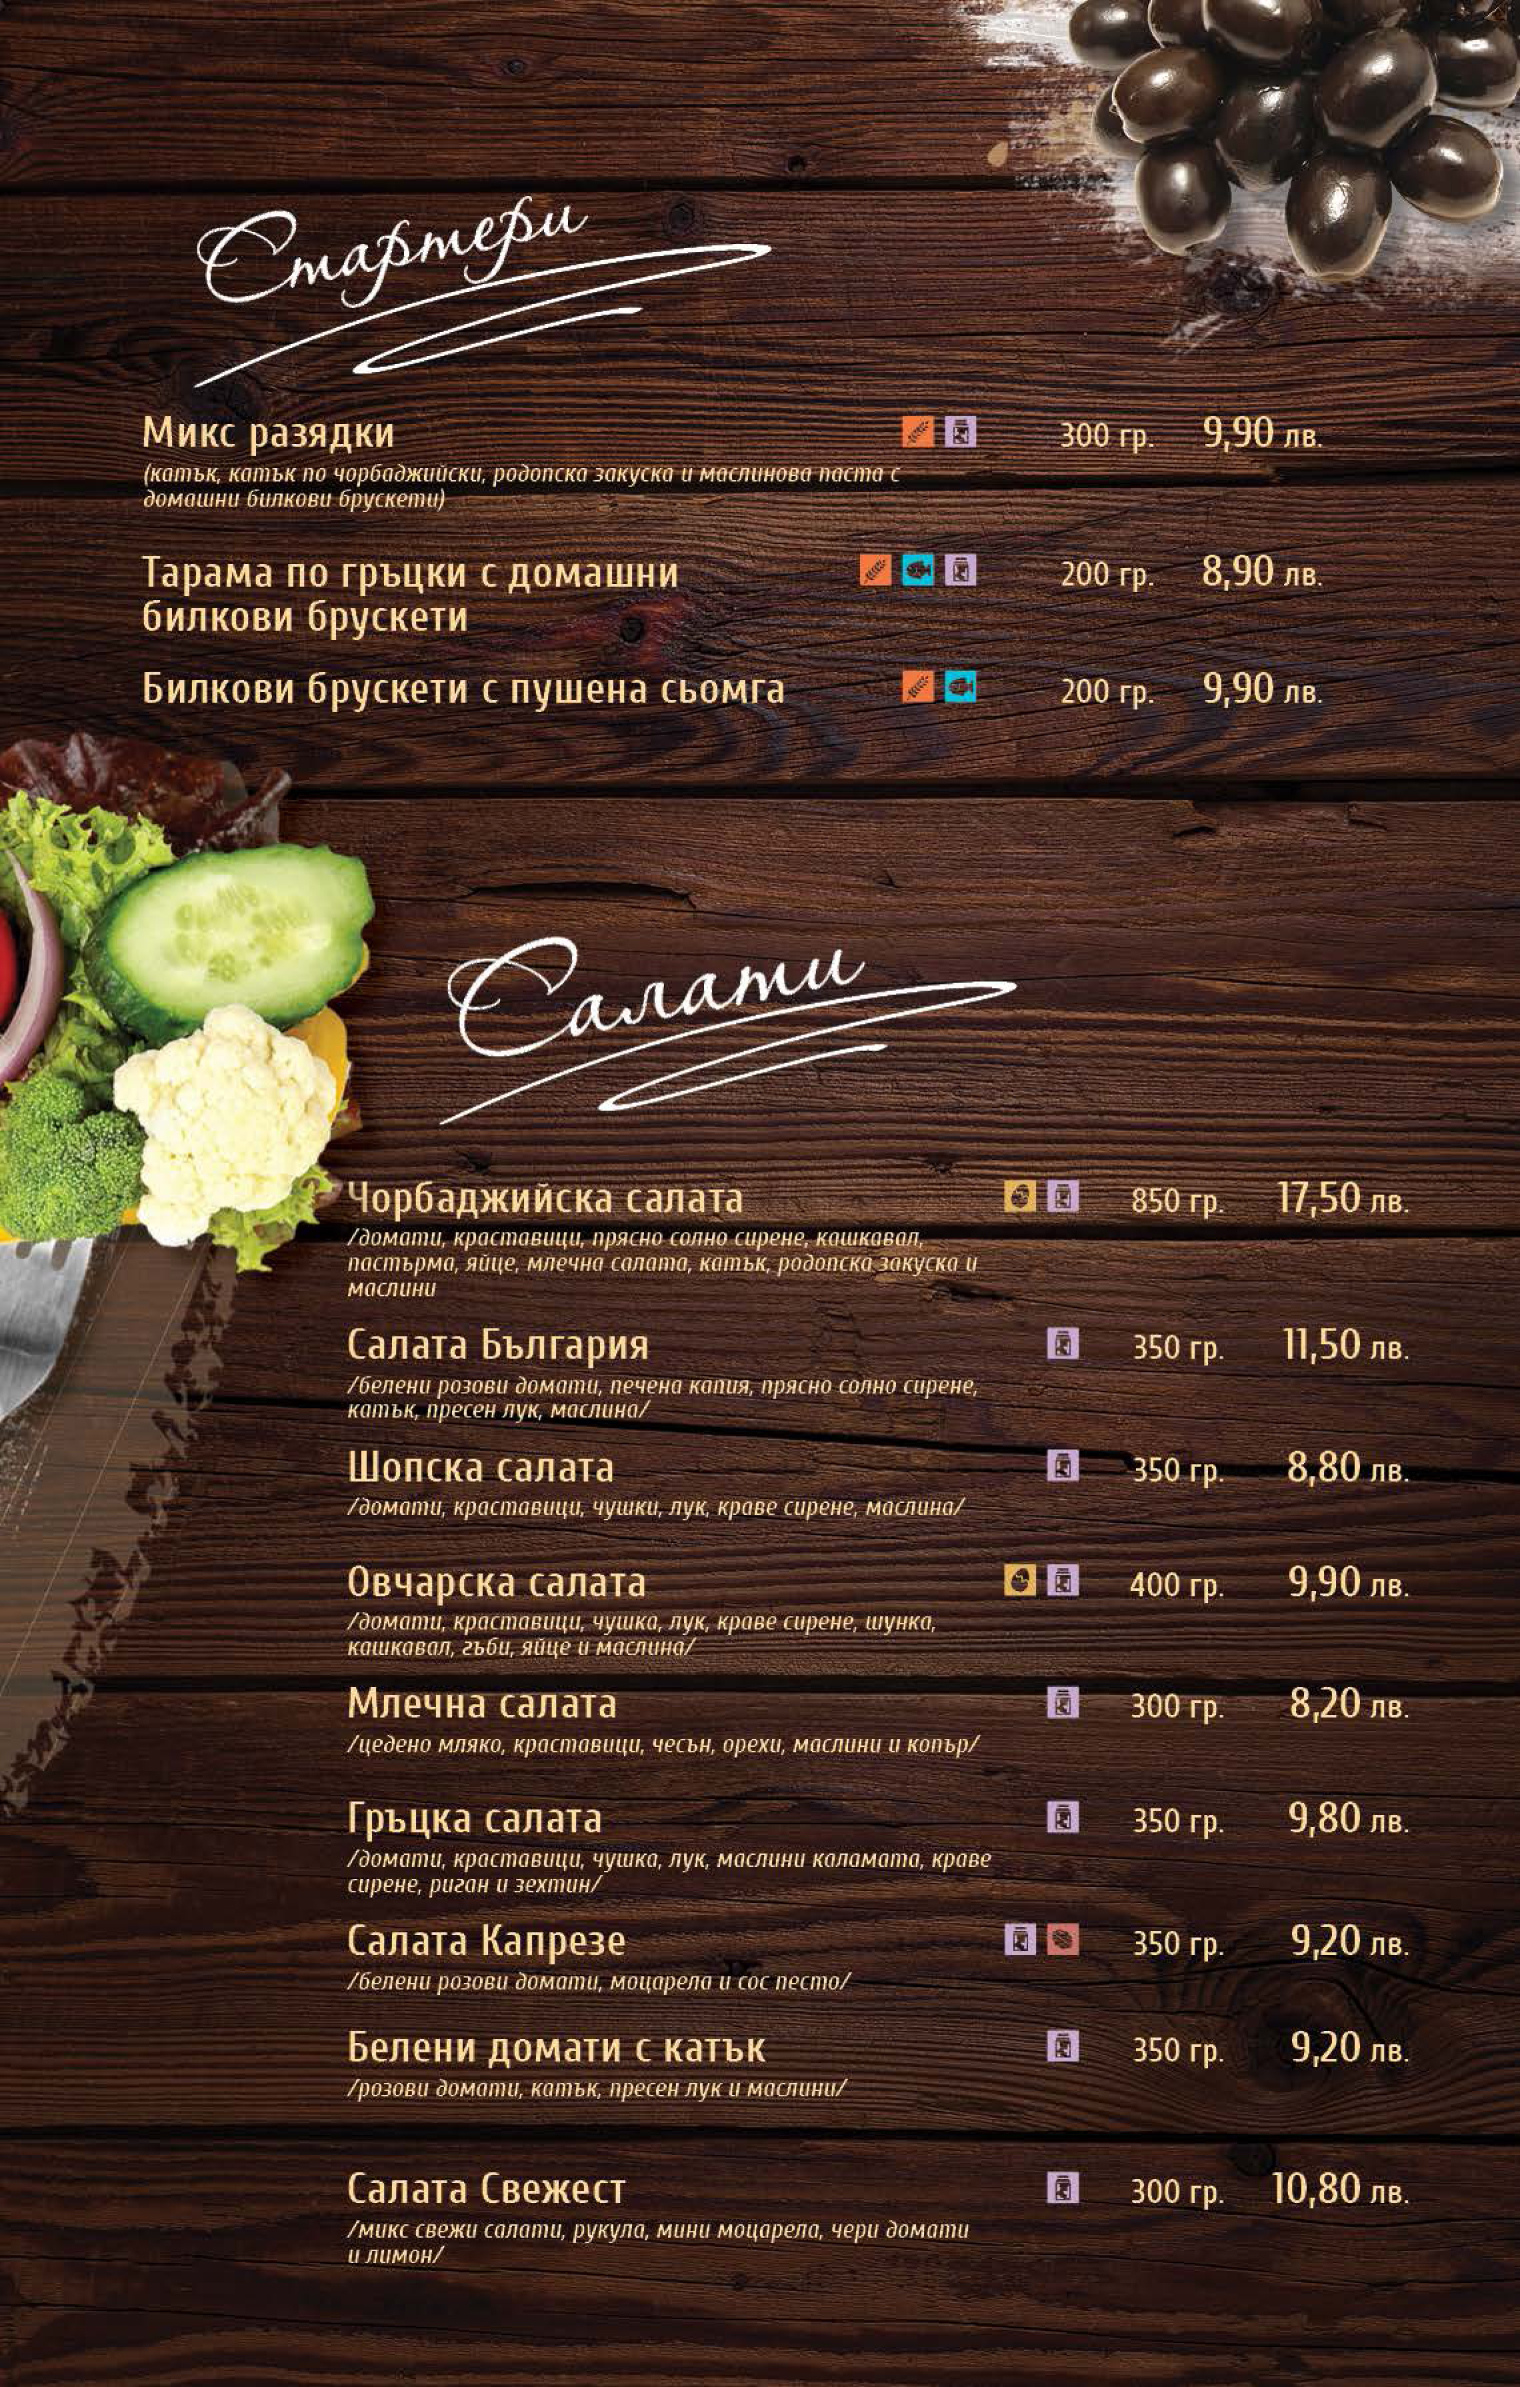 Стартери
Микс разядки 300 гр. 9,90 лв.
(катък, катък по чорбаджийски, родопска закуска и маслинова паста с
домашни билкови брускети)
Тарама по гръцки с домашни 200 гр. 8,90 лв.
билкови брускети
Билкови брускети с пушена сьомга 200 гр. 9,90 лв.
Салати
Чорбаджийска салата 850 гр. 17,50 лв.
/домати, краставици, прясно солно сирене, кашкавал,
пастърма, яйце, млечна салата, катък, родопска закуска и
маслини
Салата България 350 гр. 11,50 лв.
/белени розови домати, печена капия, прясно солно сирене,
катък, пресен лук, маслина/
Шопска салата 350 гр. 8,80 лв.
/домати, краставици, чушки, лук, краве сирене, маслина/
Овчарска салата 400 гр. 9,90 лв.
/домати, краставици, чушка, лук, краве сирене, шунка,
кашкавал, гъби, яйце и маслина/
Млечна салата 300 гр. 8,20 лв.
/цедено мляко, краставици, чесън, орехи, маслини и копър/
Гръцка салата 350 гр. 9,80 лв.
/домати, краставици, чушка, лук, маслини каламата, краве
сирене, риган и зехтин/
Салата Капрезе 350 гр. 9,20 лв.
/белени розови домати, моцарела и сос песто/
Белени домати с катък 350 гр. 9,20 лв.
/розови домати, катък, пресен лук и маслини/
Салата Свежест 300 гр. 10,80 лв.
/микс свежи салати, рукула, мини моцарела, чери домати
и лимон/